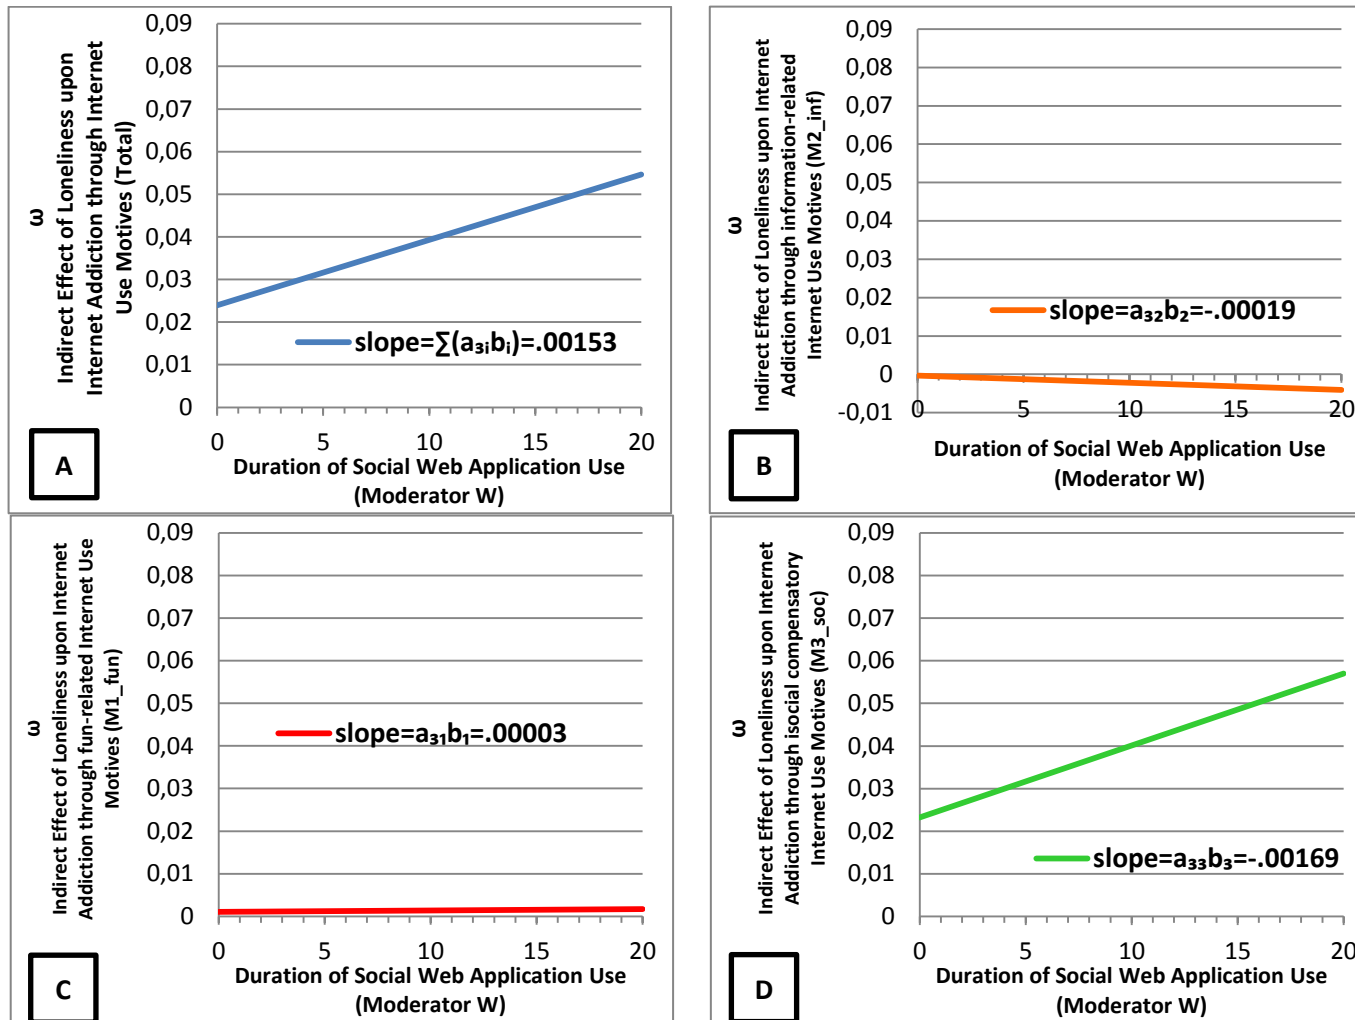 ω
Indirect Effect of Loneliness upon
Internet Addiction through Internet
Use Motives (Total)
0,09
0,08
0,07
0,06
0,05
0,04
0,03
0,02
0,01
0
slope=∑(a₃ᵢbᵢ)=.00153
0 5 10 15 20
Duration of Social Web Application Use
(Moderator W)
A
ω
Indirect Effect of Loneliness upon Internet
Addiction through information-related
Internet Use Motives (M2_inf)
0,09
0,08
0,07
0,06
0,05
0,04
0,03
0,02
0,01
0
-0,01
slope=a₃₂b₂=-.00019
0 5 10 15 20
Duration of Social Web Application Use
(Moderator W)
B
ω
Indirect Effect of Loneliness upon Internet
Addiction through fun-related Internet Use
Motives (M1_fun)
0,09
0,08
0,07
0,06
0,05
0,04
0,03
0,02
0,01
0
slope=a₃₁b₁=.00003
0 5 10 15 20
Duration of Social Web Application Use
(Moderator W)
C
ω
Indirect Effect of Loneliness upon Internet
Addiction through isocial compensatory
Internet Use Motives (M3_soc)
0,09
0,08
0,07
0,06
0,05
0,04
0,03
0,02
0,01
0
slope=a₃₃b₃=-.00169
0 5 10 15 20
Duration of Social Web Application Use
(Moderator W)
D